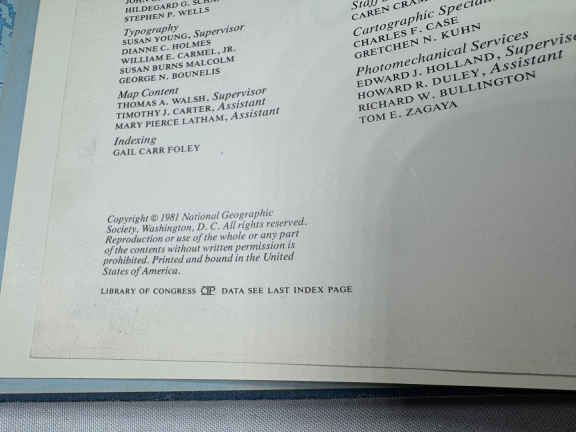 HILDEGARD G.
STEPHEN P. WELLS
Typography
SUSAN YOUNG, Supervisor
DIANNE C. HOLMES
WILLIAM E. CARMEL, JR.
SUSAN BURNS MALCOLM
GEORGE N. BOUNELIS
Map Content
THOMAS A. WALSH, Supervisor
TIMOTHY J. CARTER, Assistant
MARY PIERCE LATHAM, Assistant
Indexing
GAIL CARR FOLEY
Copyright © 1981 National Geographic
Society, Washington, D. C. All rights reserved.
Reproduction or use of the whole or any part
of the contents without written permission is
prohibited. Printed and bound in the United
States of America.
LIBRARY OF CONGRESS CIP DATA SEE LAST INDEX PAGE
Staff
CAREN
Cartographic
CHARLES F. CASE
GRETCHEN N. KUHN
Photomechanical Services
EDWARD J. HOLLAND,
HOWARD R. DULEY, Assistant
RICHARD W. BULLINGTON
TOM E. ZAGAYA